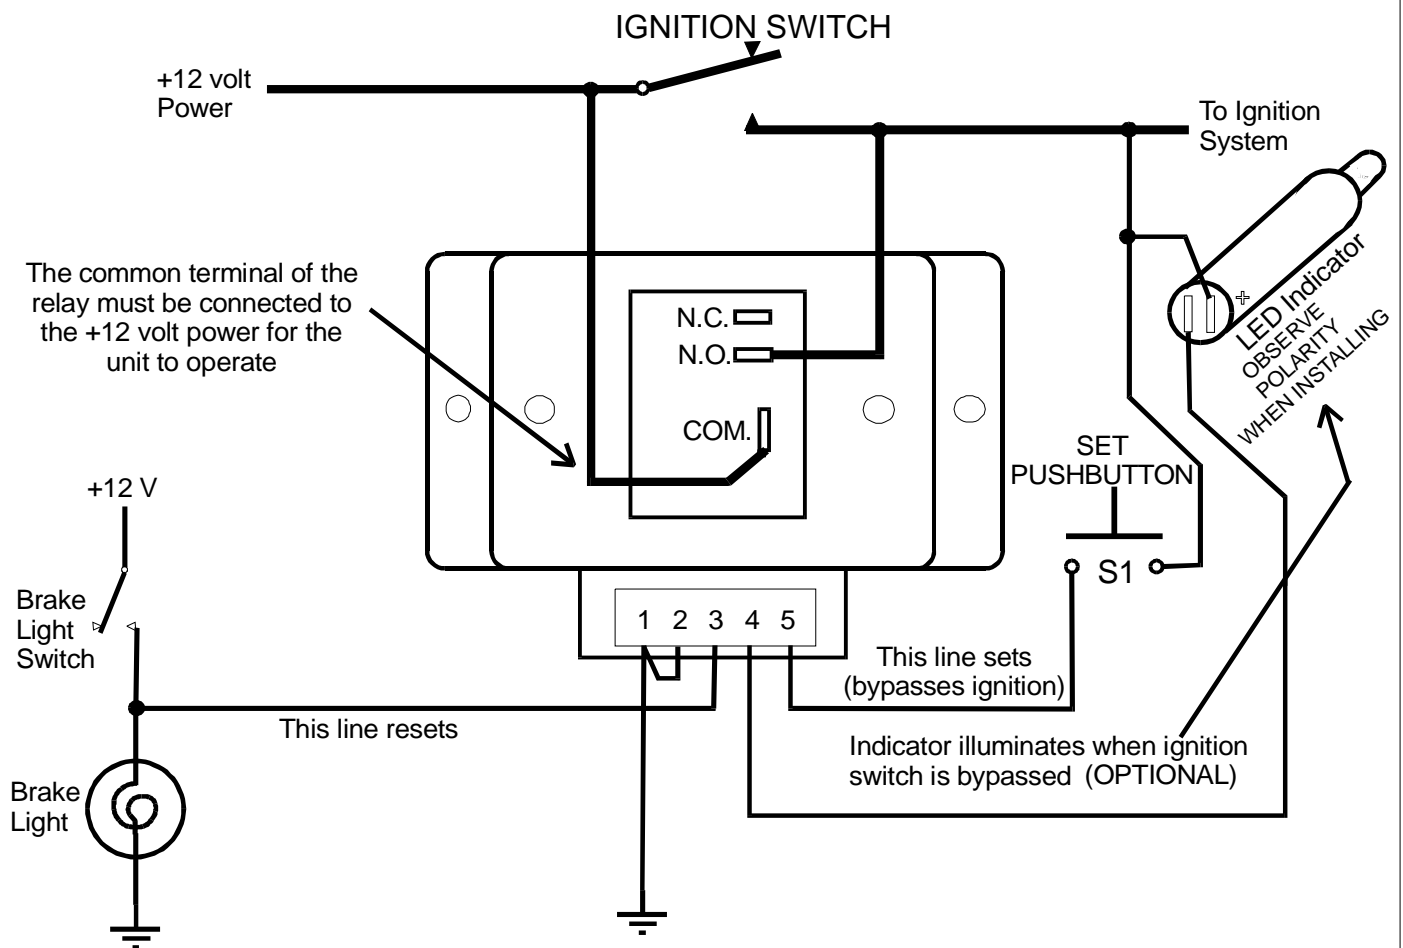 IGNITION SWITCH
+12 volt
Power
To Ignition
System
The common terminal of the
relay must be connected to
the +12 volt power for the
unit to operate
N.C.
N.O.
COM.
+
LED Indicator
OBSERVE
POLARITY
WHEN INSTALLING
SET
PUSHBUTTON
S1
+12 V
Brake
Light
Switch
1 2 3 4 5
This line sets
(bypasses ignition)
This line resets
Indicator illuminates when ignition
switch is bypassed (OPTIONAL)
Brake
Light